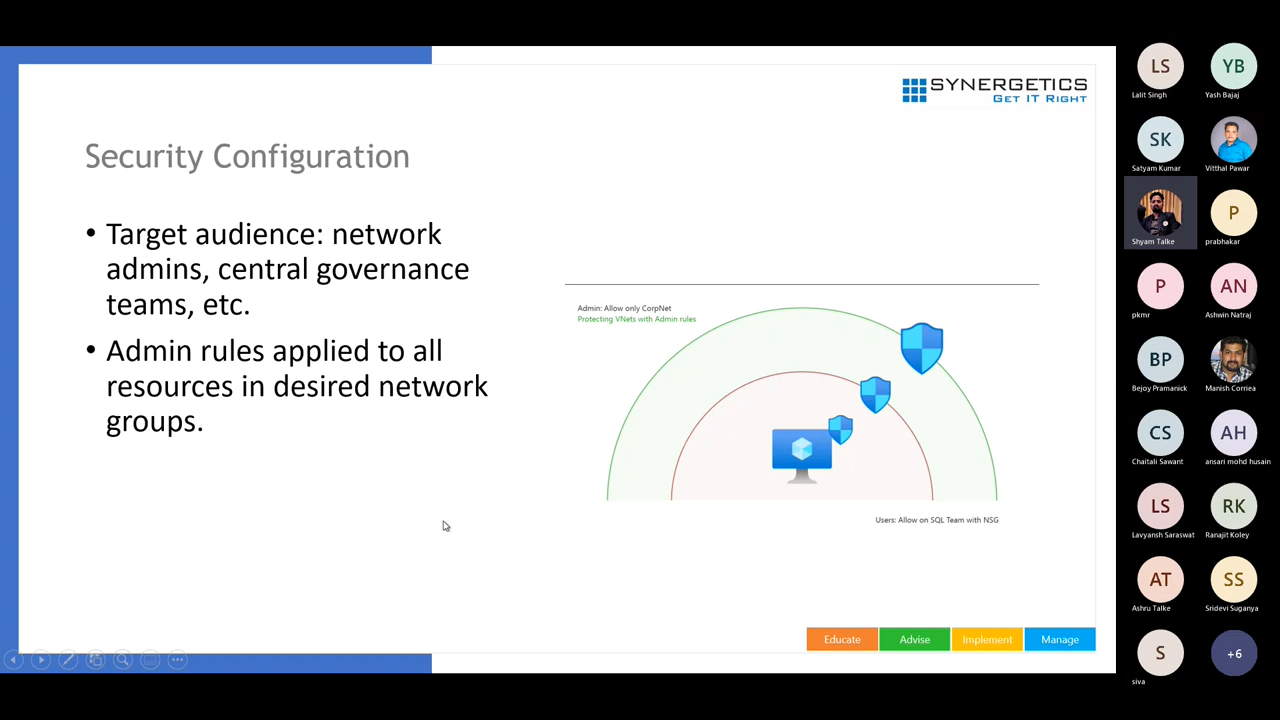 SYNERGETICS
GET IT RIGHT
Security Configuration
• Target audience: network
admins, central governance
teams, etc.
• Admin rules applied to all
resources in desired network
groups.
Admin: Allow only CorpNet
Protecting VNets with Admin rules
Users: Allow on SQL Team with NSG
Educate
Advise
Implement
Manage
LS
Lalit Singh
YB
Yash Bajaj
SK
Satyam Kumar
Vitthal Pawar
Shyam Talke
P
prabhakar
P
pkmr
AN
Ashwin Natraj
BP
Bejoy Pramanick
Manish Corriea
CS
Chaitali Sawant
AH
ansari mohd husain
LS
Lavyansh Saraswat
RK
Ranajit Koley
AT
Ashru Talke
SS
Sridevi Suganya
S
siva
+6